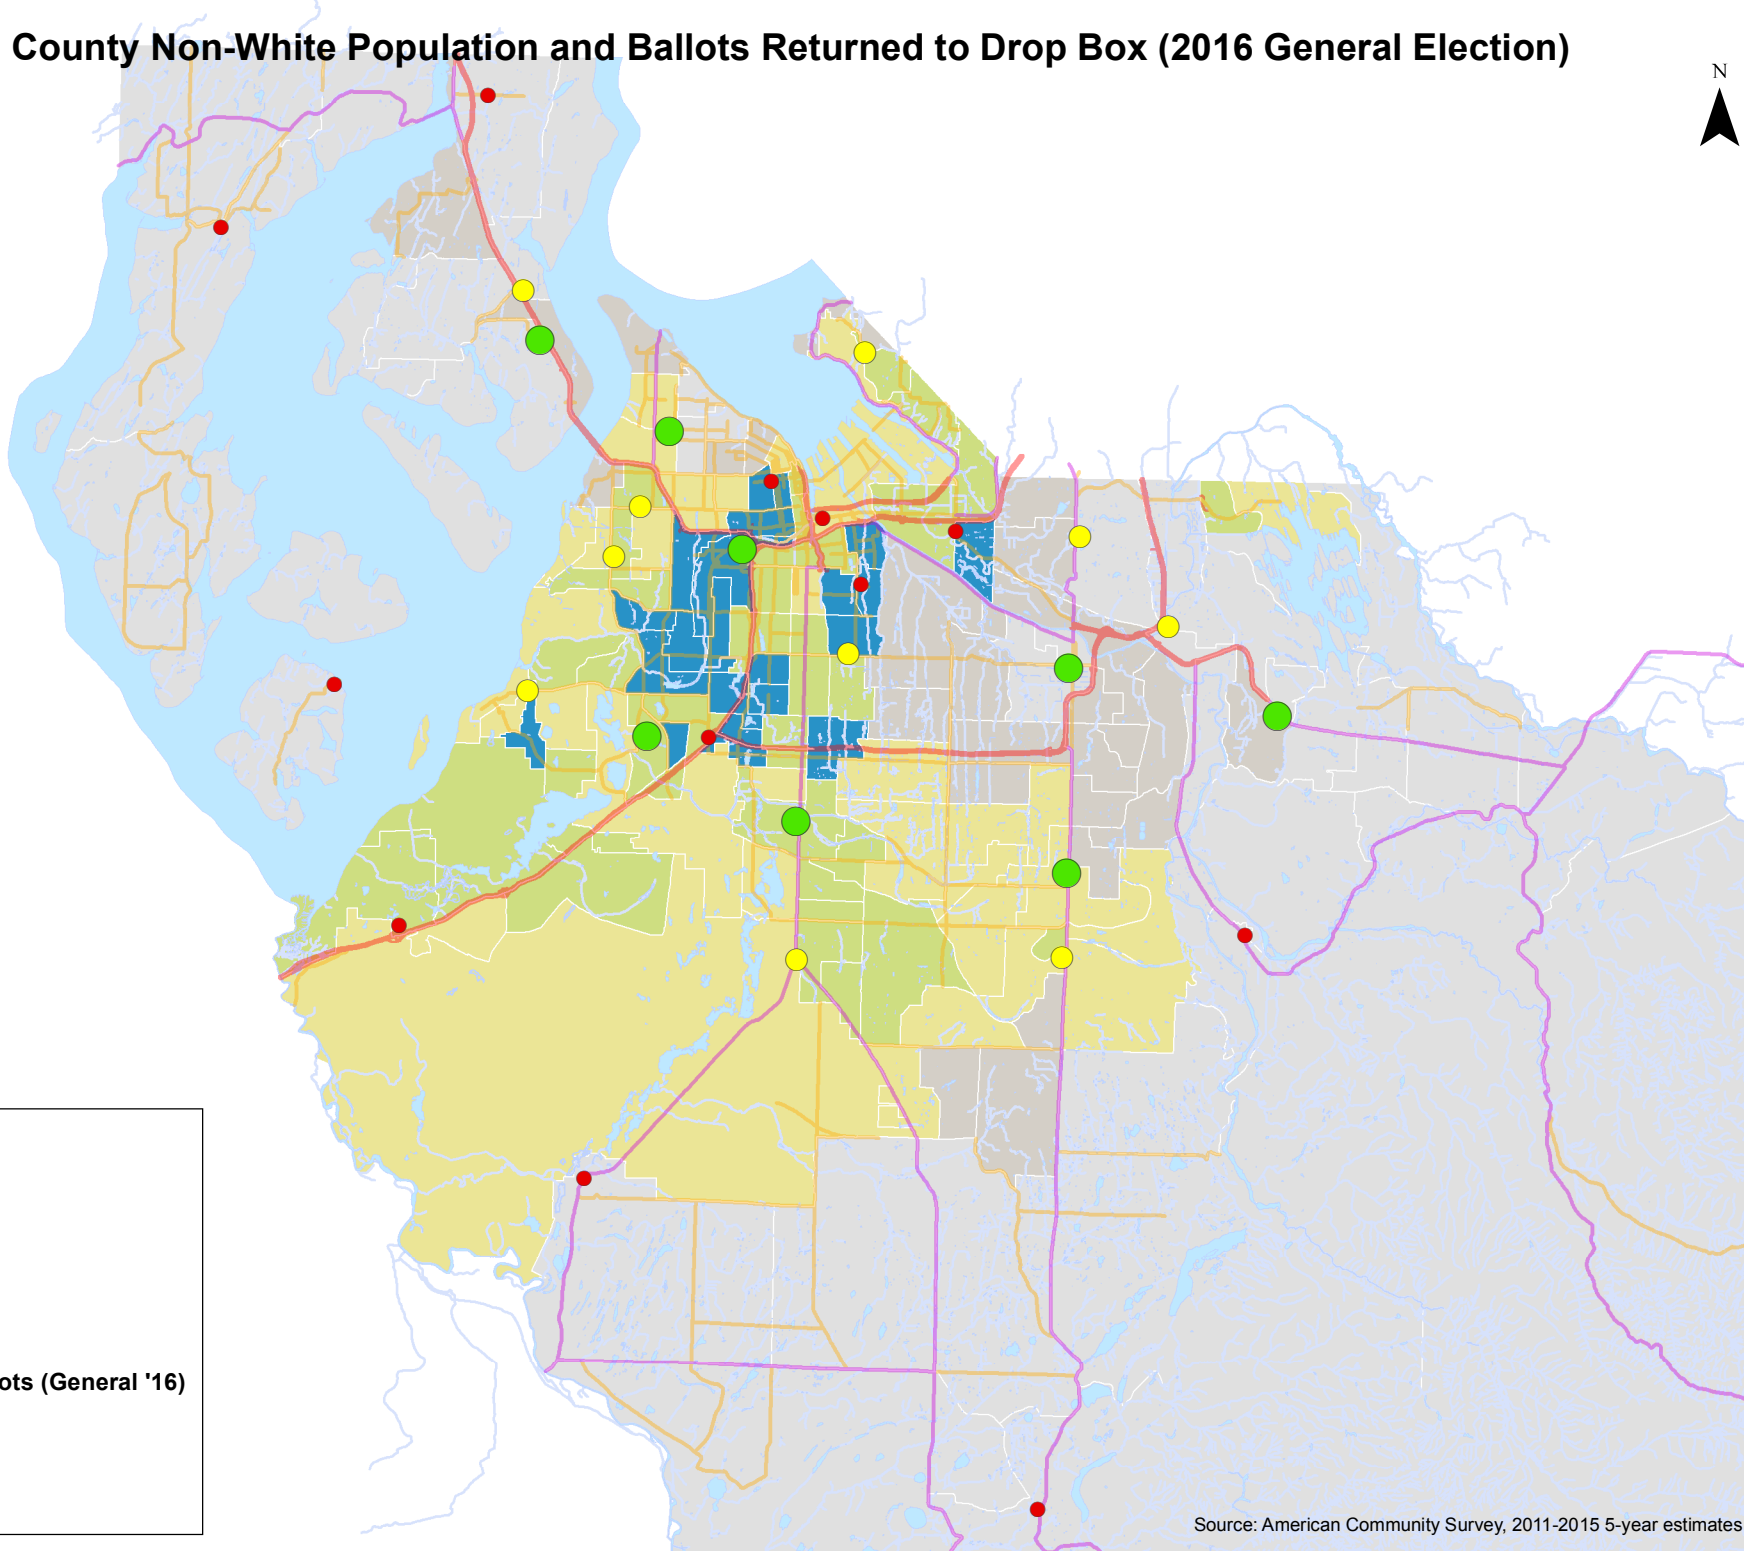 County Non-White Population and Ballots Returned to Drop Box (2016 General Election)
N
ots (General '16)
Source: American Community Survey, 2011-2015 5-year estimates